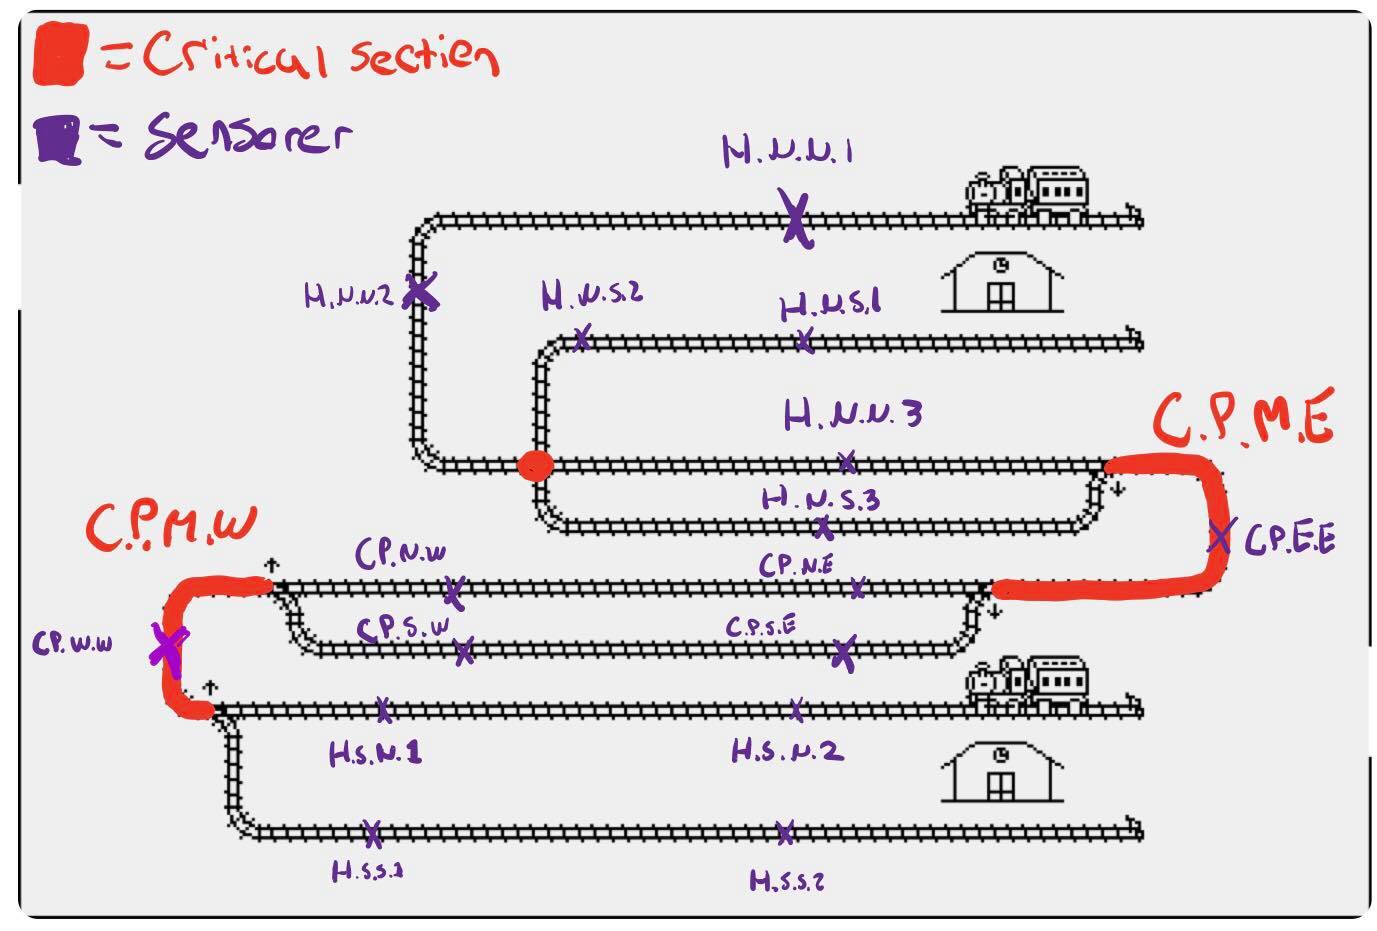 = Critical section
= Sensorer
H.N.N.1
H.N.N.2
H.N.S.2
H.N.S.1
H.N.N.3
C.P.M.E
H.N.S.3
C.P.E.E
C.P.M.W
CP.N.W
CP.N.E
CP.W.W
CP.S.W
C.P.S.E
H.S.N.1
H.S.N.2
H.S.S.1
H.S.S.2